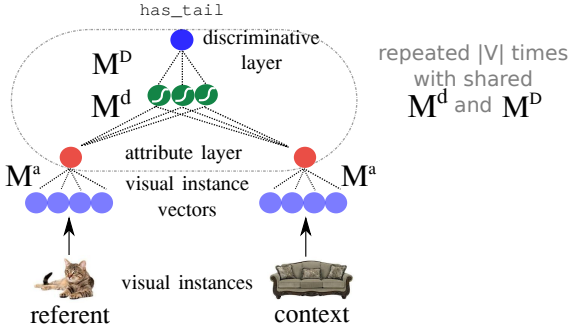 has_tail
discriminative
layer
M^D
M^d
repeated |V| times
with shared
M^d and M^D
attribute layer
M^a
visual instance
vectors
M^a
visual instances
referent
context